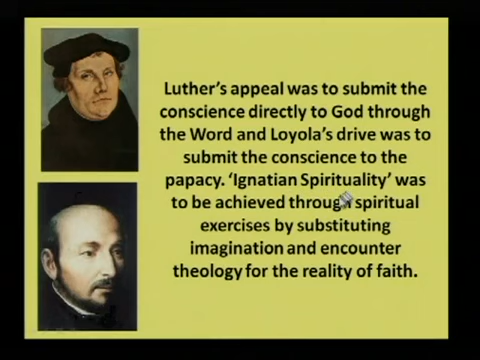 Luther's appeal was to submit the
conscience directly to God through
the Word and Loyola's drive was to
submit the conscience to the
papacy. 'Ignatian Spirituality' was
to be achieved through spiritual
exercises by substituting
imagination and encounter
theology for the reality of faith.